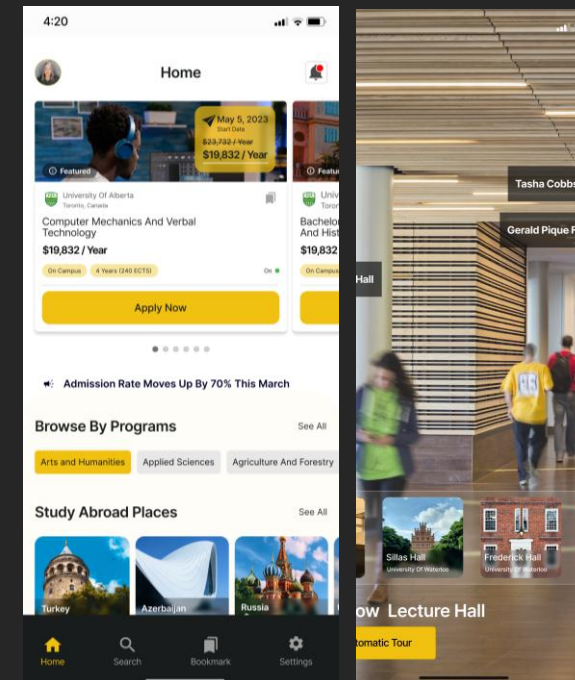 4:20
Home
May 5, 2023
Start Date
$23,732 / Year
$19,832 / Year
Featured
University Of Alberta
Toronto, Canada
Computer Mechanics And Verbal
Technology
$19,832 / Year
On Campus
4 Years (240 ECTS)
On
Apply Now
Featu
Univ
Toron
Bachelo
And Hist
$19,832
On Campus
Admission Rate Moves Up By 70% This March
Browse By Programs
See All
Arts and Humanities
Applied Sciences
Agriculture And Forestry
Study Abroad Places
See All
Turkey
Azerbaijan
Russia
Home
Search
Bookmark
Settings
Tasha Cobbs
Gerald Pique F
Hall
Sillas Hall
University Of Waterloo
Frederick Hall
University Of Waterloo
ow Lecture Hall
tomatic Tour